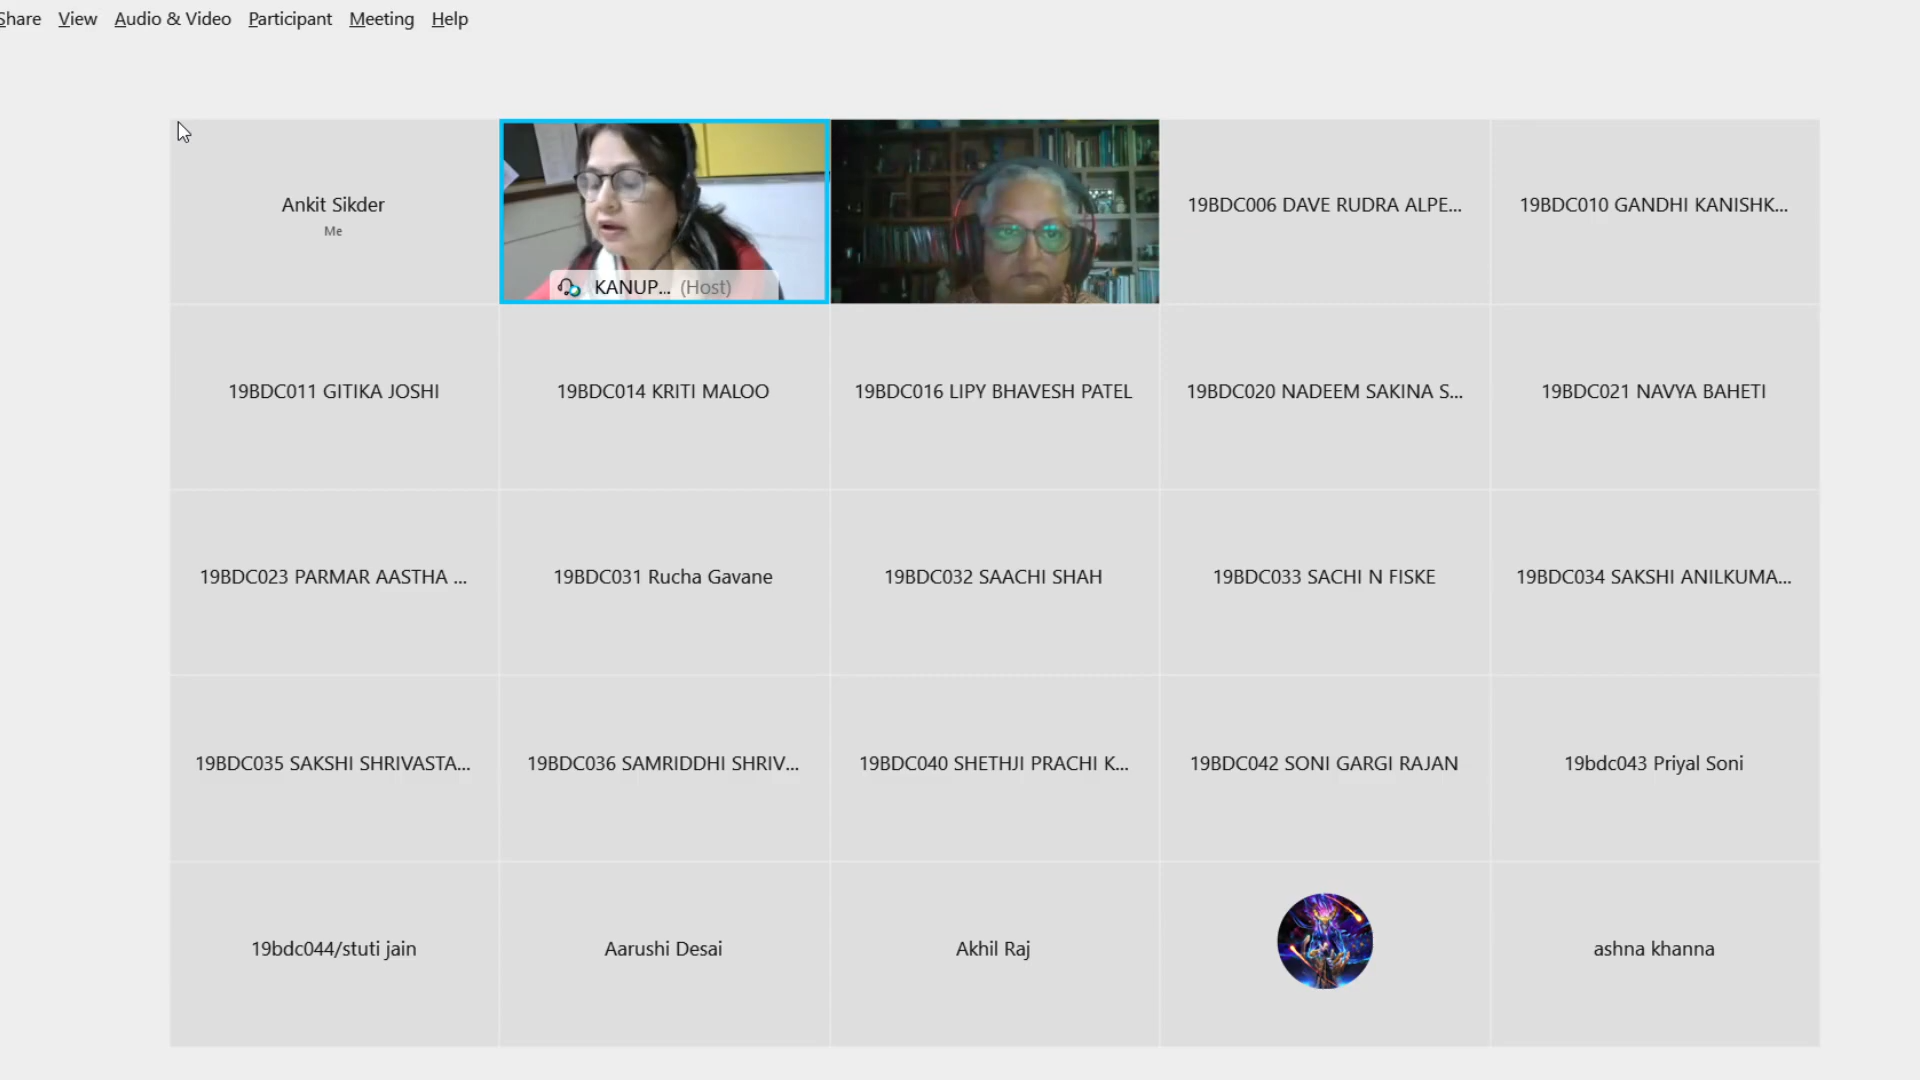 Share View Audio & Video Participant Meeting Help
Ankit Sikder
Me
KANUP... (Host)
19BDC006 DAVE RUDRA ALPE...
19BDC010 GANDHI KANISHK...
19BDC011 GITIKA JOSHI
19BDC014 KRITI MALOO
19BDC016 LIPY BHAVESH PATEL
19BDC020 NADEEM SAKINA S...
19BDC021 NAVYA BAHETI
19BDC023 PARMAR AASTHA ...
19BDC031 Rucha Gavane
19BDC032 SAACHI SHAH
19BDC033 SACHI N FISKE
19BDC034 SAKSHI ANILKUMA...
19BDC035 SAKSHI SHRIVASTA...
19BDC036 SAMRIDDHI SHRIV...
19BDC040 SHETHJI PRACHI K...
19BDC042 SONI GARGI RAJAN
19bdc043 Priyal Soni
19bdc044/stuti jain
Aarushi Desai
Akhil Raj
ashna khanna